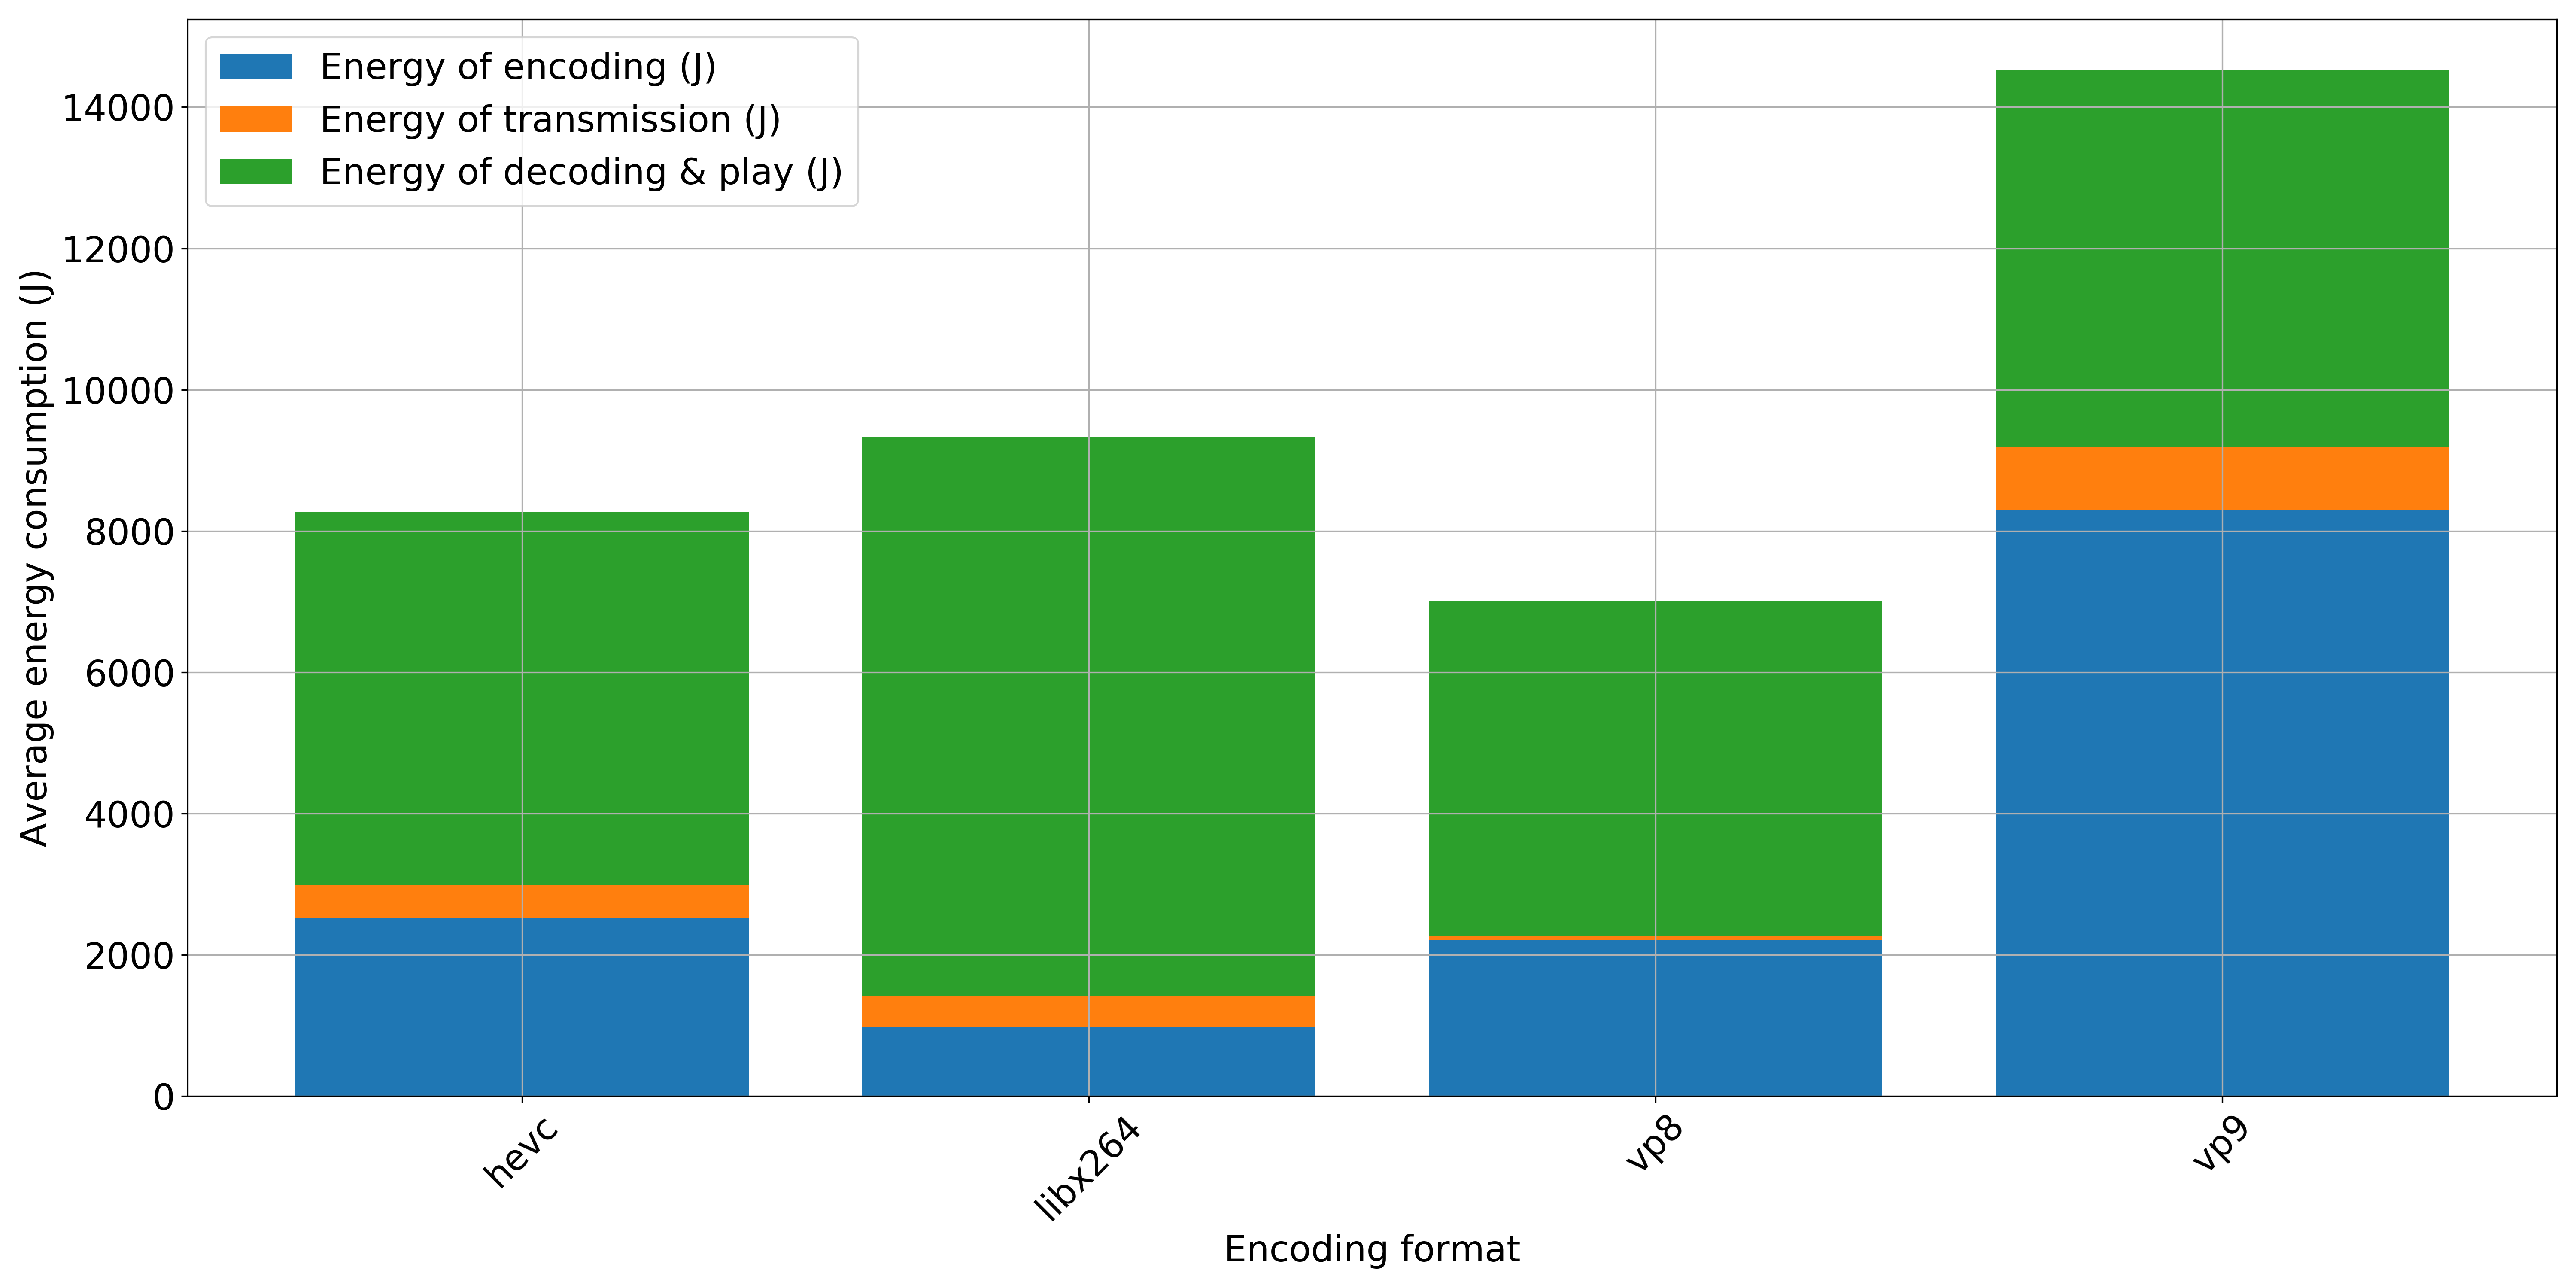 Energy of encoding (J)
Energy of transmission (J)
Energy of decoding & play (J)
Average energy consumption (J)
14000
12000
10000
8000
6000
4000
2000
0
hevc
libx264
vp8
vp9
Encoding format